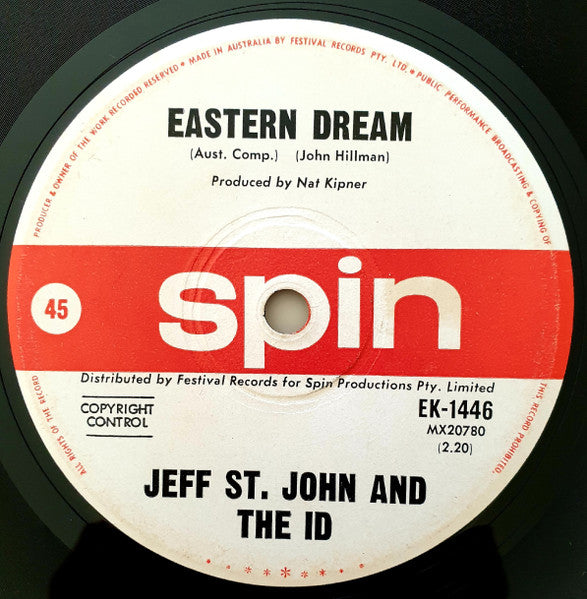 PRODUCER & OWNER OF THE WORK RECORDED RESERVED • MADE IN AUSTRALIA BY FESTIVAL RECORDS PTY. LTD. • PUBLIC PERFORMANCE BROADCASTING & COPYING OF
EASTERN DREAM
(Aust. Comp.) (John Hillman)
Produced by Nat Kipner
45
spin
Distributed by Festival Records for Spin Productions Pty. Limited
COPYRIGHT
CONTROL
EK-1446
MX20780
(2.20)
ALL RIGHTS OF THE RECORD
THIS RECORD PROHIBITED.
JEFF ST. JOHN AND
THE ID